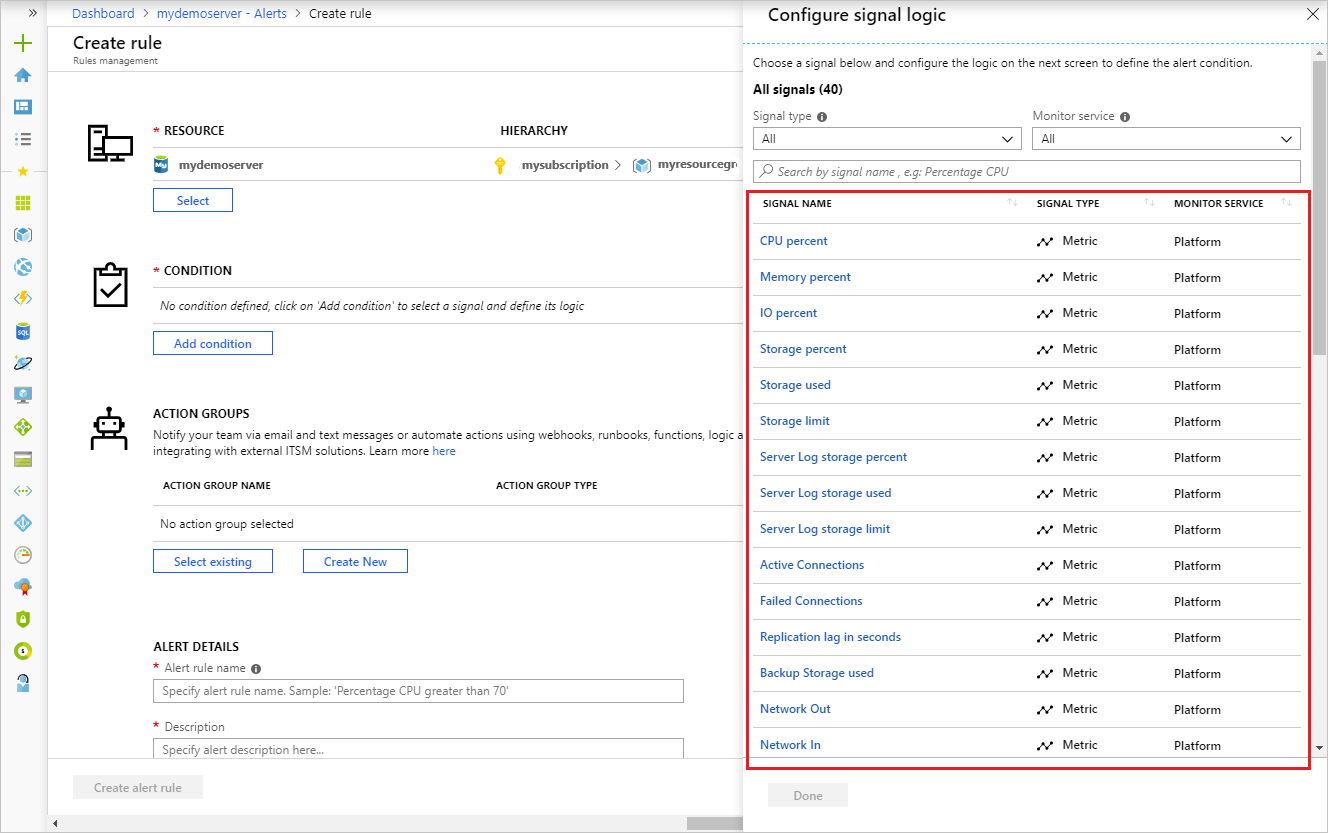 Dashboard > mydemoserver - Alerts > Create rule
Create rule
Rules management
* RESOURCE HIERARCHY
My mydemoserver mysubscription > myresourcegr
Select
* CONDITION
No condition defined, click on 'Add condition' to select a signal and define its logic
Add condition
ACTION GROUPS
Notify your team via email and text messages or automate actions using webhooks, runbooks, functions, logic a
integrating with external ITSM solutions. Learn more here
ACTION GROUP NAME ACTION GROUP TYPE
No action group selected
Select existing Create New
ALERT DETAILS
* Alert rule name
Specify alert rule name. Sample: 'Percentage CPU greater than 70'
* Description
Specify alert description here...
Create alert rule
SQL
Configure signal logic
Choose a signal below and configure the logic on the next screen to define the alert condition.
All signals (40)
Signal type Monitor service
All All
Search by signal name , e.g: Percentage CPU
SIGNAL NAME SIGNAL TYPE MONITOR SERVICE
CPU percent Metric Platform
Memory percent Metric Platform
IO percent Metric Platform
Storage percent Metric Platform
Storage used Metric Platform
Storage limit Metric Platform
Server Log storage percent Metric Platform
Server Log storage used Metric Platform
Server Log storage limit Metric Platform
Active Connections Metric Platform
Failed Connections Metric Platform
Replication lag in seconds Metric Platform
Backup Storage used Metric Platform
Network Out Metric Platform
Network In Metric Platform
Done